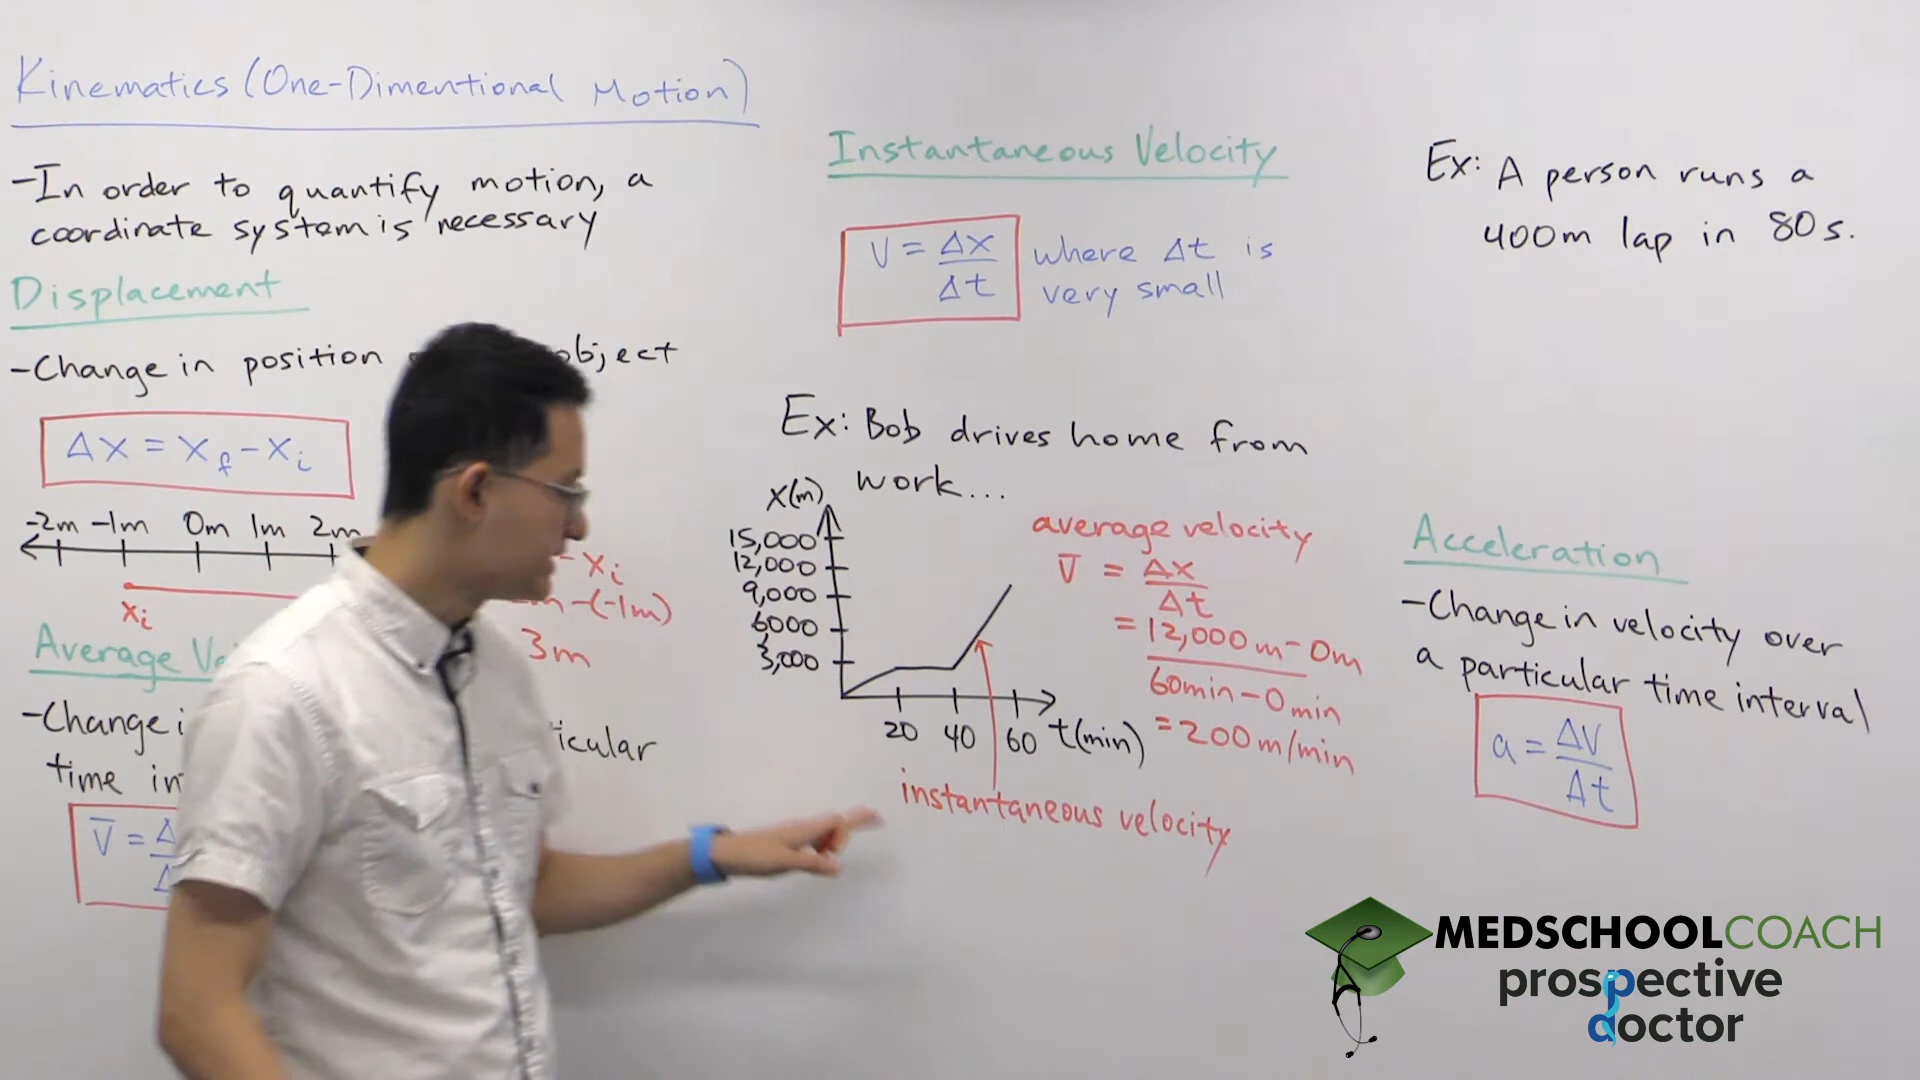 Kinematics (One-Dimentional Motion)
-In order to quantify motion, a
coordinate system is necessary
Displacement
-Change in position object
Δx = xf - xi
-2m -1m 0m 1m 2m
- xi
xi
-(-1m)
3m
Average
-Change
ticular
time in
V̅ = Δ
Δ
Instantaneous Velocity
V = Δx
Δt
where Δt is
very small
Ex: Bob drives home from
work...
x(m)
15,000
12,000
9,000
6000
3,000
20 40 60 t(min)
average velocity
V̅ = Δx
Δt
= 12,000m - 0m
60min - 0min
= 200m/min
instantaneous velocity
Ex: A person runs a
400m lap in 80s.
Acceleration
-Change in velocity over
a particular time interval
a = ΔV
Δt
MEDSCHOOLCOACH
prospective
doctor